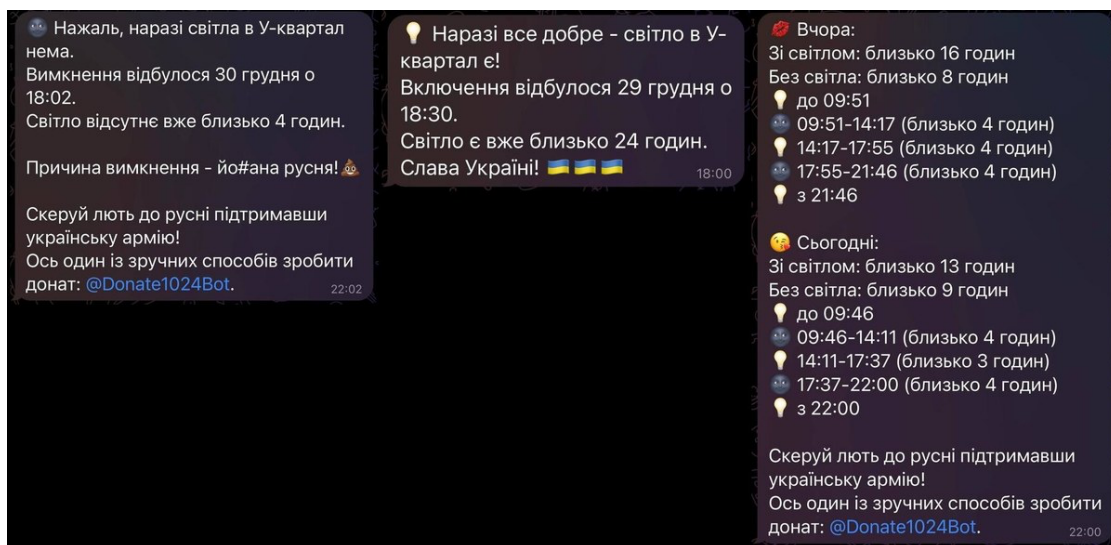 🌚 Нажаль, наразі світла в У-квартал
нема.
Вимкнення відбулося 30 грудня о
18:02.
Світло відсутнє вже близько 4 годин.
Причина вимкнення - йо#ана русня!💩
Скеруй лють до русні підтримавши
українську армію!
Ось один із зручних способів зробити
донат: @Donate1024Bot.
22:02
💡 Наразі все добре - світло в У-
квартал є!
Включення відбулося 29 грудня о
18:30.
Світло є вже близько 24 годин.
Слава Україні! 🇺🇦🇺🇦🇺🇦
18:00
💋 Вчора:
Зі світлом: близько 16 годин
Без світла: близько 8 годин
💡 до 09:51
🌚 09:51-14:17 (близько 4 годин)
💡 14:17-17:55 (близько 4 годин)
🌚 17:55-21:46 (близько 4 годин)
💡 з 21:46
😘 Сьогодні:
Зі світлом: близько 13 годин
Без світла: близько 9 годин
💡 до 09:46
🌚 09:46-14:11 (близько 4 годин)
💡 14:11-17:37 (близько 3 годин)
🌚 17:37-22:00 (близько 4 годин)
💡 з 22:00
Скеруй лють до русні підтримавши
українську армію!
Ось один із зручних способів зробити
донат: @Donate1024Bot.
22:00